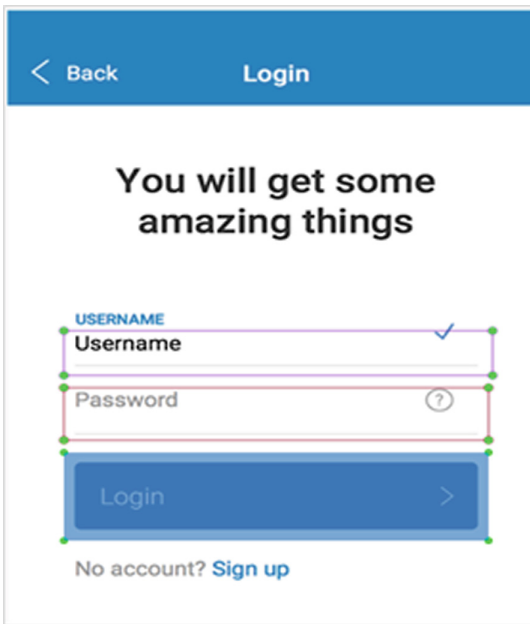 Back Login
You will get some
amazing things
USERNAME
Username
Password ?
Login
No account? Sign up